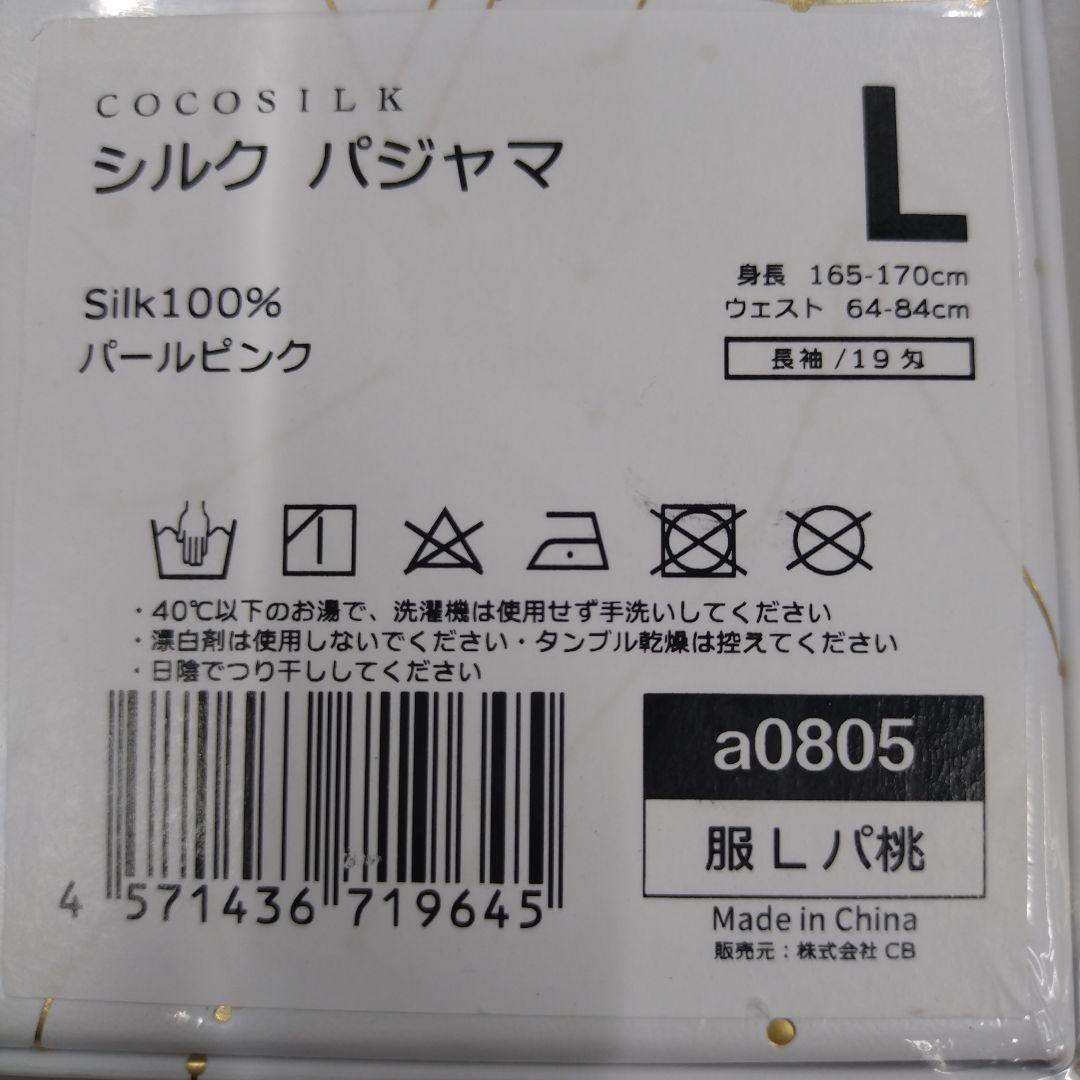 COCOSILK
シルク パジャマ
L
身長 165-170cm
ウエスト 64-84cm
長袖/19匁
Silk100%
パールピンク
・40℃以下のお湯で、洗濯機は使用せず手洗いしてください
・漂白剤は使用しないでください・タンブル乾燥は控えてください
・日陰でつり干ししてください
4 571436 719645
a0805
服Lパ桃
Made in China
販売元：株式会社 CB